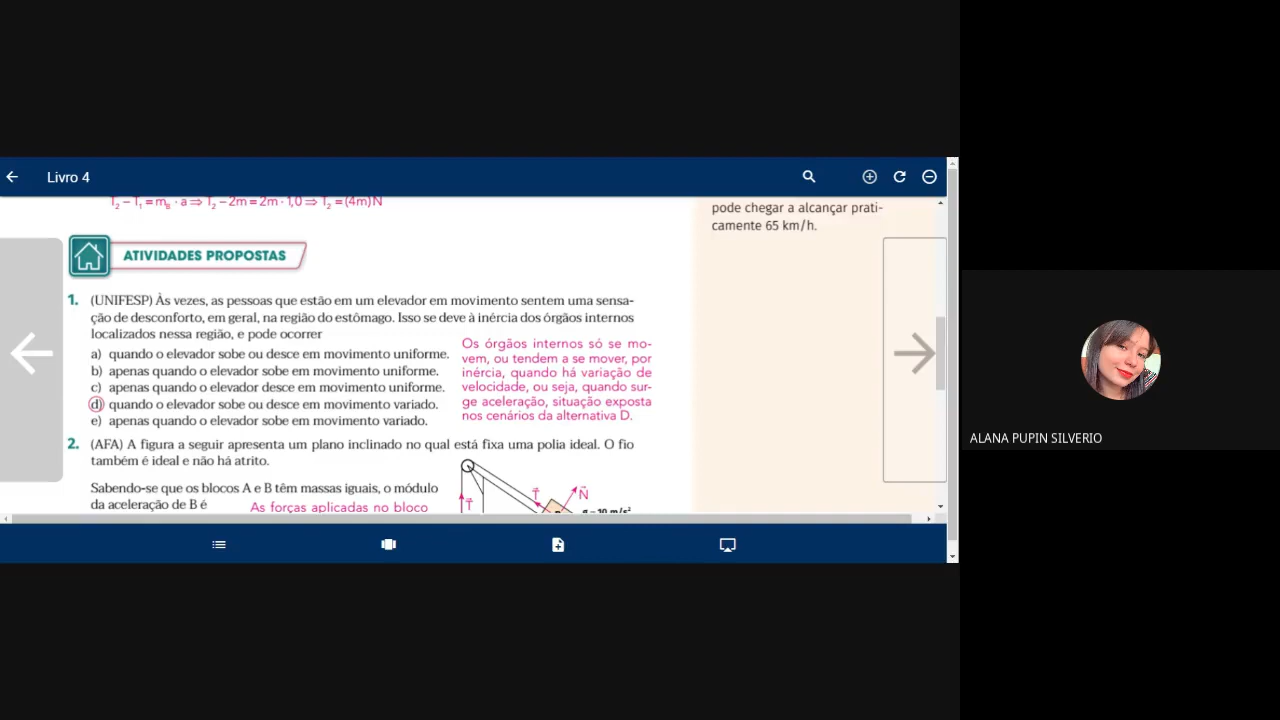 Livro 4
T₂ – T₁ = m_B · a ⇒ T₂ – 2m = 2m · 1,0 ⇒ T₂ = (4m)N
pode chegar a alcançar prati-
camente 65 km/h.
ATIVIDADES PROPOSTAS
1. (UNIFESP) Às vezes, as pessoas que estão em um elevador em movimento sentem uma sensa-
ção de desconforto, em geral, na região do estômago. Isso se deve à inércia dos órgãos internos
localizados nessa região, e pode ocorrer
a) quando o elevador sobe ou desce em movimento uniforme.
b) apenas quando o elevador sobe em movimento uniforme.
c) apenas quando o elevador desce em movimento uniforme.
d) quando o elevador sobe ou desce em movimento variado.
e) apenas quando o elevador sobe em movimento variado.
Os órgãos internos só se mo-
vem, ou tendem a se mover, por
inércia, quando há variação de
velocidade, ou seja, quando sur-
ge aceleração, situação exposta
nos cenários da alternativa D.
2. (AFA) A figura a seguir apresenta um plano inclinado no qual está fixa uma polia ideal. O fio
também é ideal e não há atrito.
Sabendo-se que os blocos A e B têm massas iguais, o módulo
da aceleração de B é
As forças aplicadas no bloco
T⃗
T⃗
N⃗
g = 10 m/s²
ALANA PUPIN SILVERIO